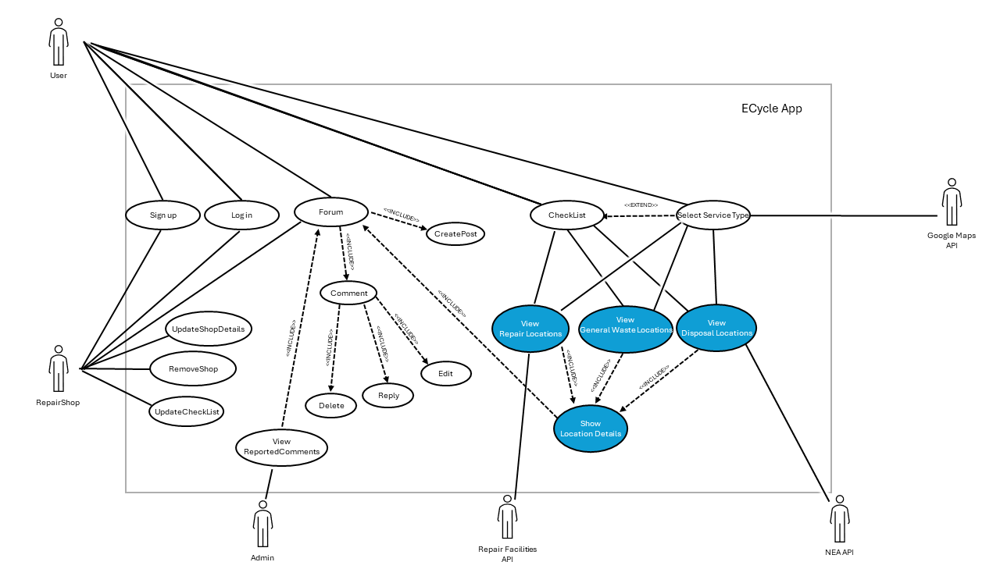 User
ECycle App
Sign up
Log in
Forum
<<INCLUDE>>
CreatePost
CheckList
<<EXTEND>>
Select Service Type
Google Maps
API
<<INCLUDE>>
Comment
<<INCLUDE>>
<<INCLUDE>>
<<INCLUDE>>
<<INCLUDE>>
<<INCLUDE>>
UpdateShopDetails
View
Repair Locations
View
General Waste Locations
View
Disposal Locations
RepairShop
RemoveShop
UpdateCheckList
Delete
Reply
Edit
<<INCLUDE>>
<<INCLUDE>>
<<INCLUDE>>
Show
Location Details
View
ReportedComments
Admin
Repair Facilities
API
NEA API